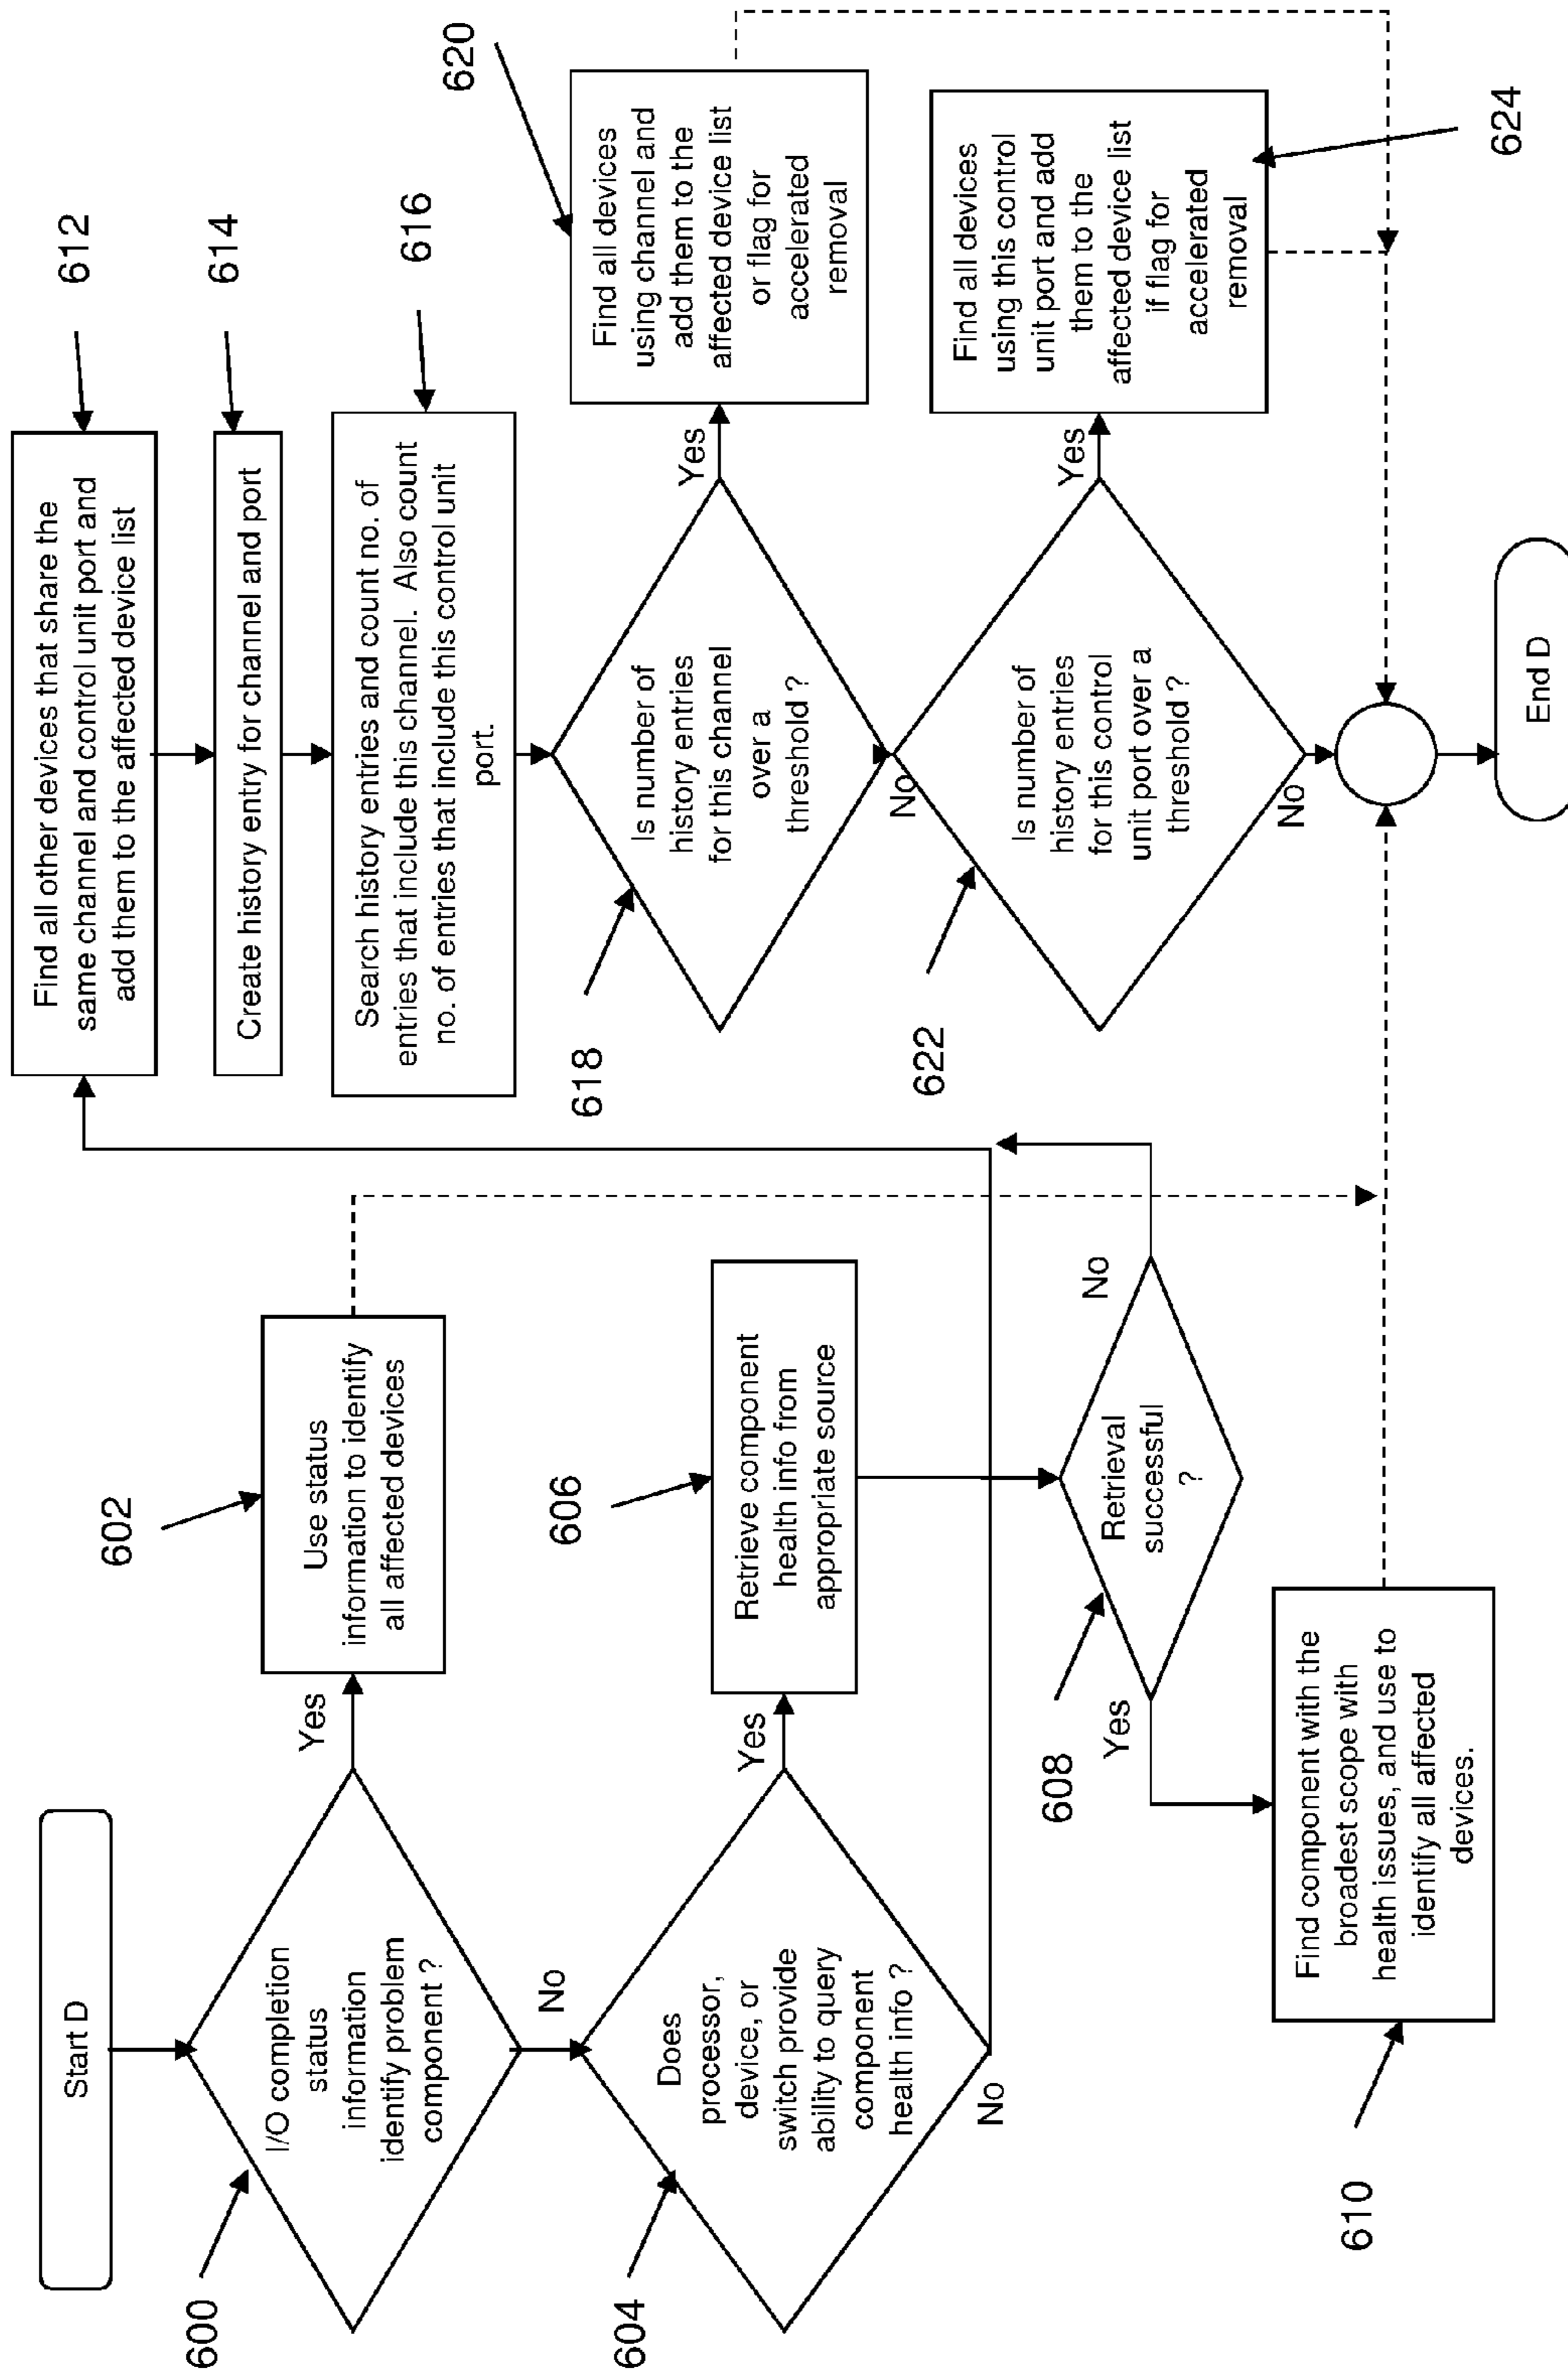 Start D
600
I/O completion
status
information
identify problem
component ?
Yes
602
Use status
information to identify
all affected devices
No
604
Does
processor,
device, or
switch provide
ability to query
component
health info ?
Yes
606
Retrieve component
health info from
appropriate source
No
608
Retrieval
successful
?
Yes
No
610
Find component with the
broadest scope with
health issues, and use to
identify all affected
devices.
612
Find all other devices that share the
same channel and control unit port and
add them to the affected device list
614
Create history entry for channel and port
616
Search history entries and count no. of
entries that include this channel. Also count
no. of entries that include this control unit
port.
618
Is number of
history entries
for this channel
over a
threshold ?
Yes
620
Find all devices
using channel and
add them to the
affected device list
or flag for
accelerated
removal
No
622
Is number of
history entries
for this control
unit port over a
threshold ?
Yes
624
Find all devices
using this control
unit port and add
them to the
affected device list
if flag for
accelerated
removal
No
End D